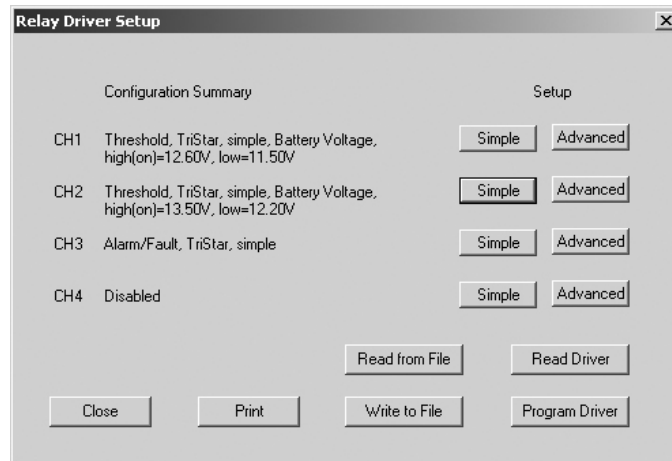 Relay Driver Setup
Configuration Summary Setup
CH1 Threshold, TriStar, simple, Battery Voltage, Simple Advanced
high(on)=12.60V, low=11.50V
CH2 Threshold, TriStar, simple, Battery Voltage, Simple Advanced
high(on)=13.50V, low=12.20V
CH3 Alarm/Fault, TriStar, simple Simple Advanced
CH4 Disabled Simple Advanced
Read from File Read Driver
Close Print Write to File Program Driver